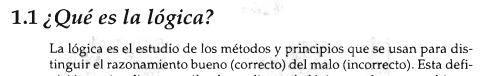 1.1 ¿Qué es la lógica?
La lógica es el estudio de los métodos y principios que se usan para dis-
tinguir el razonamiento bueno (correcto) del malo (incorrecto). Esta defi-